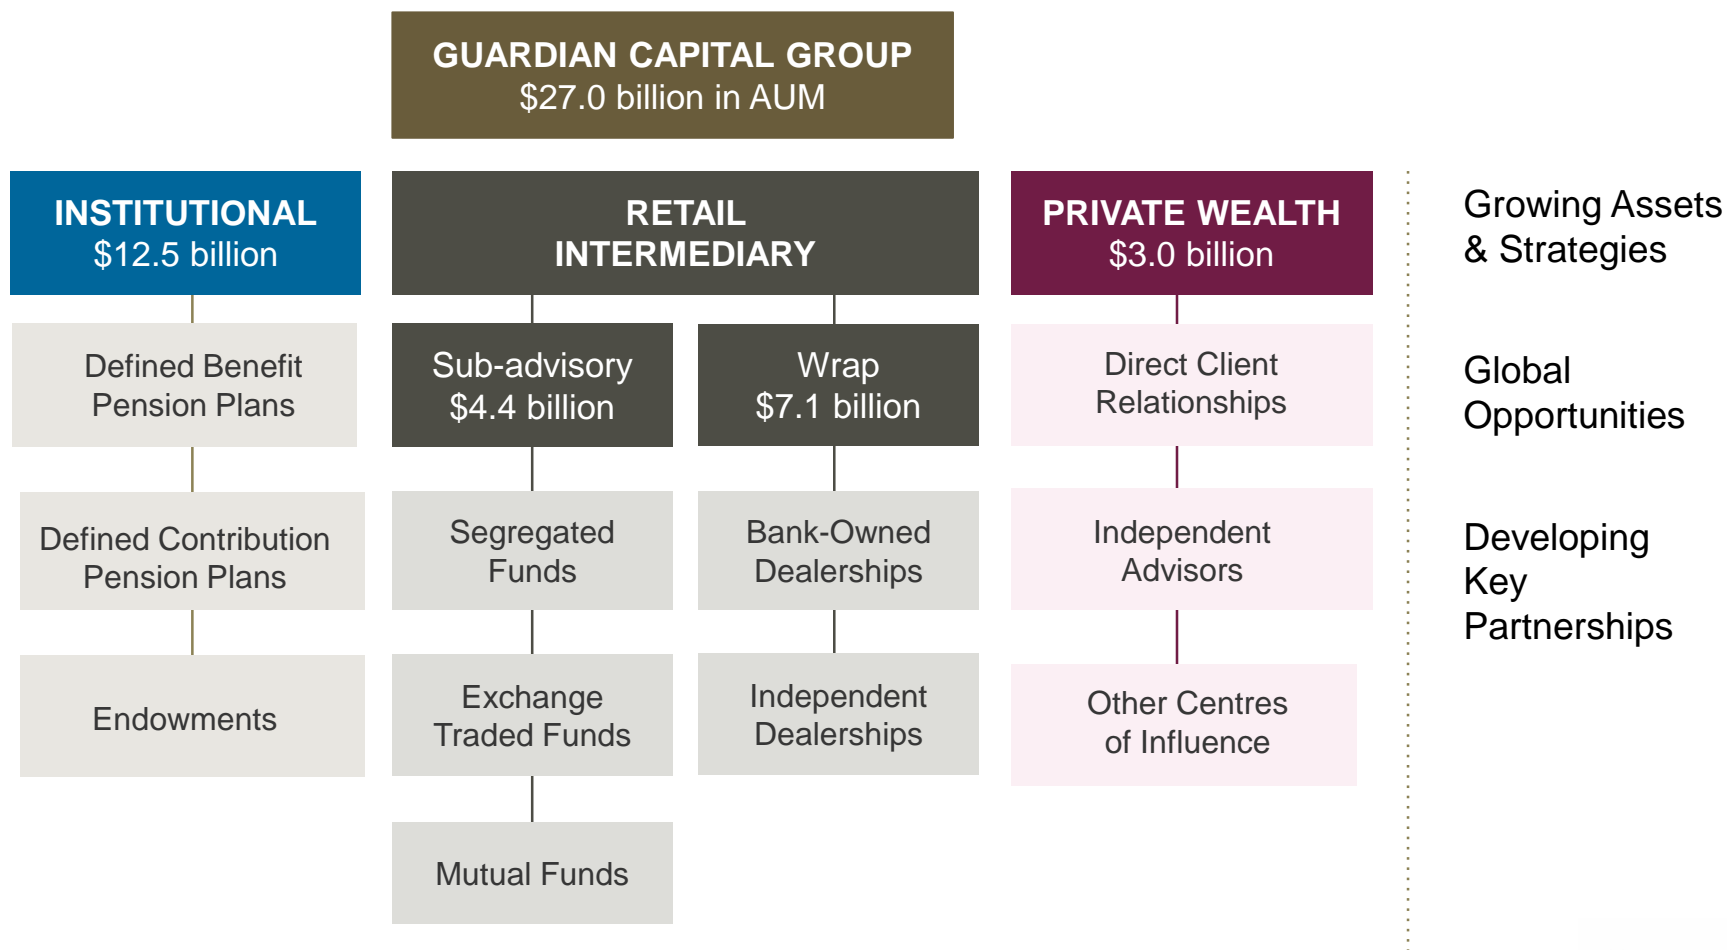 GUARDIAN CAPITAL GROUP
$27.0 billion in AUM
INSTITUTIONAL
$12.5 billion
Defined Benefit
Pension Plans
Defined Contribution
Pension Plans
Endowments
RETAIL
INTERMEDIARY
Sub-advisory
$4.4 billion
Segregated
Funds
Exchange
Traded Funds
Mutual Funds
Wrap
$7.1 billion
Bank-Owned
Dealerships
Independent
Dealerships
PRIVATE WEALTH
$3.0 billion
Direct Client
Relationships
Independent
Advisors
Other Centres
of Influence
Growing Assets
& Strategies
Global
Opportunities
Developing
Key
Partnerships